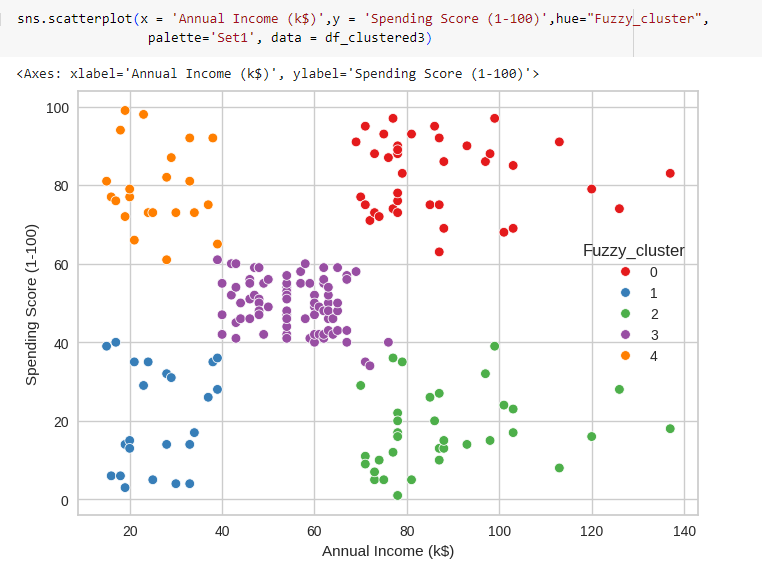 sns.scatterplot(x = 'Annual Income (k$)',y = 'Spending Score (1-100)',hue="Fuzzy_cluster",
palette='Set1', data = df_clustered3)
<Axes: xlabel='Annual Income (k$)', ylabel='Spending Score (1-100)'>
100
80
60
40
20
0
Spending Score (1-100)
Fuzzy_cluster
0
1
2
3
4
20 40 60 80 100 120 140
Annual Income (k$)